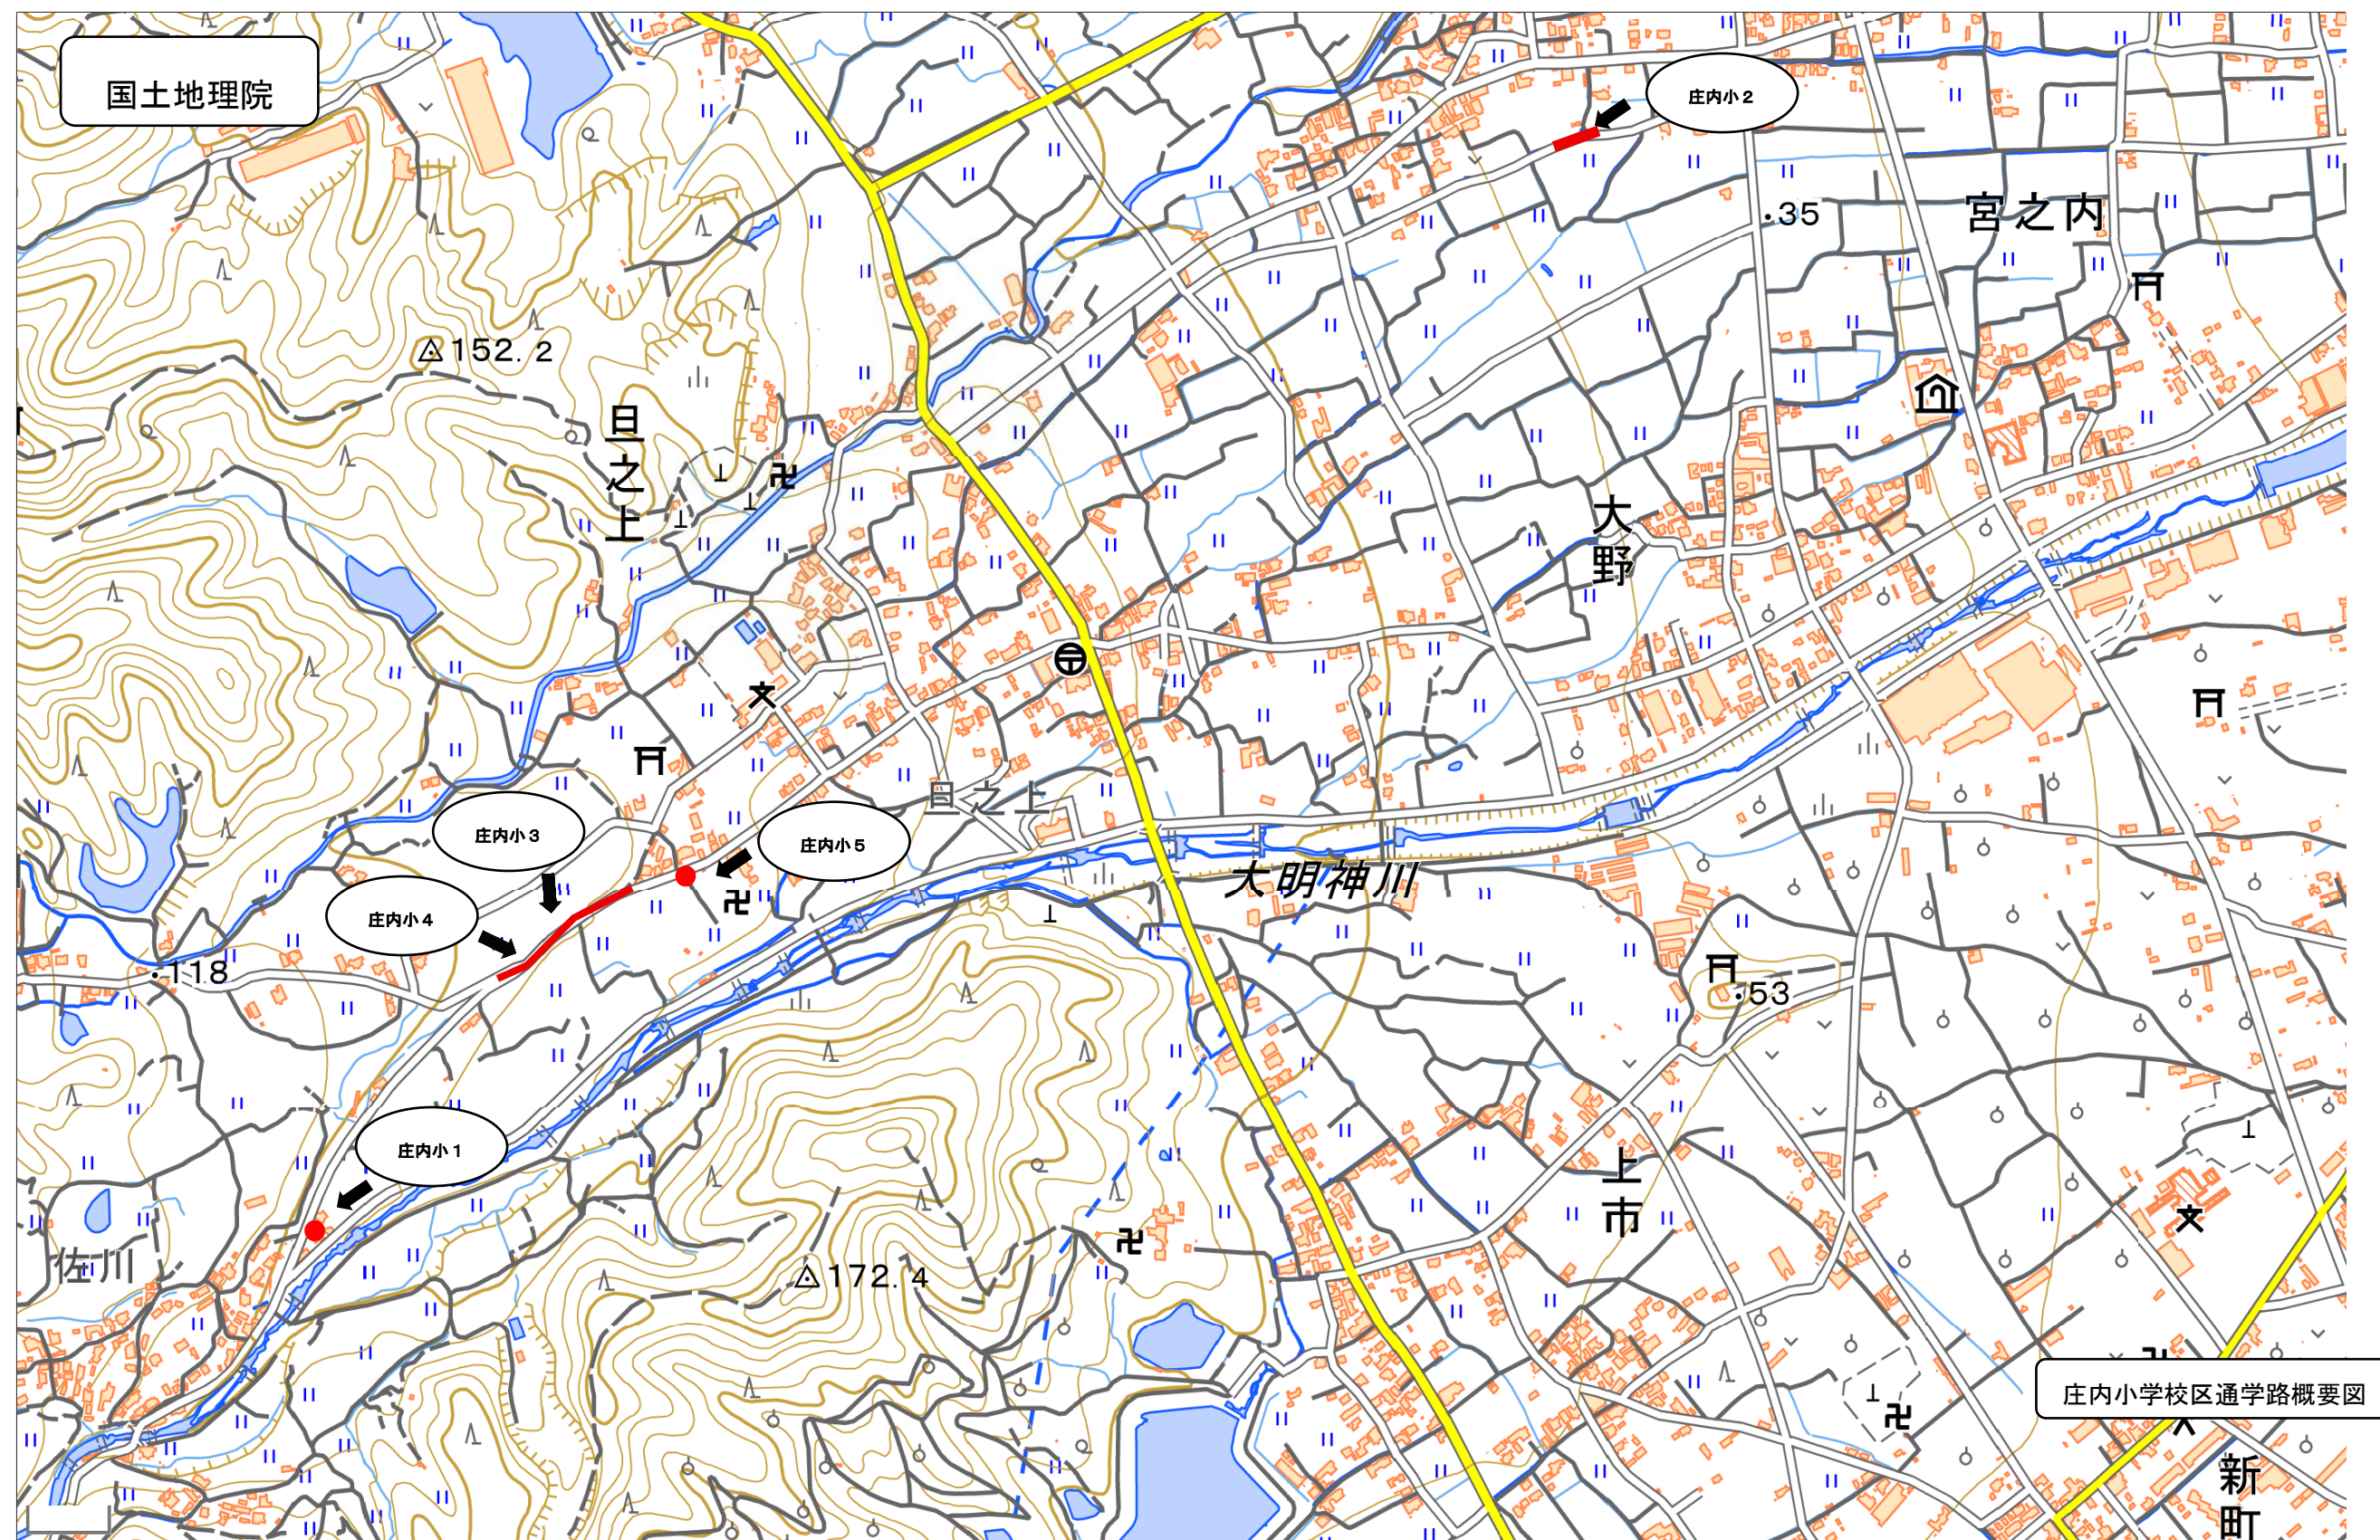 国土地理院
庄内小2
35
宮之内
152.2
旦之上
大野
旦之上
庄内小3
庄内小5
庄内小4
大明神川
118
53
庄内小1
上市
佐川
172.4
庄内小学校区通学路概要図
新町